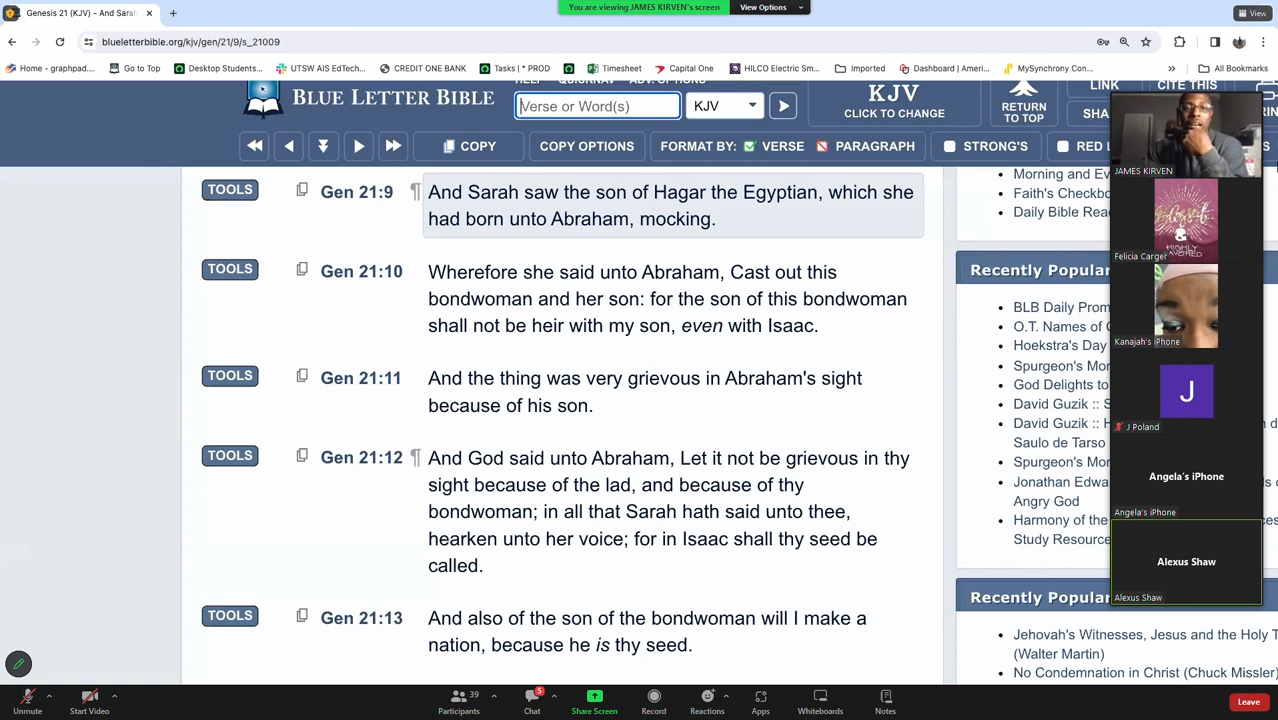 You are viewing JAMES KIRVEN's screen
View Options
View
Genesis 21 (KJV) - And Sarah
blueletterbible.org/kjv/gen/21/9/s_21009
Home - graphpad.com...
Go to Top
Desktop Students...
UTSW AIS EdTech...
CREDIT ONE BANK
Tasks | * PROD
Timesheet
Capital One
HILCO Electric Sm...
Imported
Dashboard | Ameri...
MySynchrony Con...
All Bookmarks
BLUE LETTER BIBLE
Verse or Word(s)
KJV
KJV
CLICK TO CHANGE
RETURN
TO TOP
LINK
CITE THIS
SHA
COPY
COPY OPTIONS
FORMAT BY:
VERSE
PARAGRAPH
STRONG'S
RED L
TOOLS
Gen 21:9
¶
And Sarah saw the son of Hagar the Egyptian, which she
had born unto Abraham, mocking.
TOOLS
Gen 21:10
Wherefore she said unto Abraham, Cast out this
bondwoman and her son: for the son of this bondwoman
shall not be heir with my son, even with Isaac.
TOOLS
Gen 21:11
And the thing was very grievous in Abraham's sight
because of his son.
TOOLS
Gen 21:12
¶
And God said unto Abraham, Let it not be grievous in thy
sight because of the lad, and because of thy
bondwoman; in all that Sarah hath said unto thee,
hearken unto her voice; for in Isaac shall thy seed be
called.
TOOLS
Gen 21:13
And also of the son of the bondwoman will I make a
nation, because he is thy seed.
Morning and Ev
Faith's Checkbo
Daily Bible Rea
Recently Popular
BLB Daily Prom
O.T. Names of
Hoekstra's Day
Spurgeon's Mor
God Delights to
David Guzik :: S
David Guzik :: H
Saulo de Tarso
Spurgeon's Mor
Jonathan Edwa
Angry God
Harmony of the
Study Resource
Recently Popular
Jehovah's Witnesses, Jesus and the Holy T
(Walter Martin)
No Condemnation in Christ (Chuck Missler)
JAMES KIRVEN
Blessed
&
HIGHLY
FAVORED
Felicia Carger
Kanajah's iPhone
J
J Poland
Angela's iPhone
Angela's iPhone
Alexus Shaw
Alexus Shaw
Unmute
Start Video
39
Participants
5
Chat
Share Screen
Record
Reactions
Apps
Whiteboards
Notes
Leave